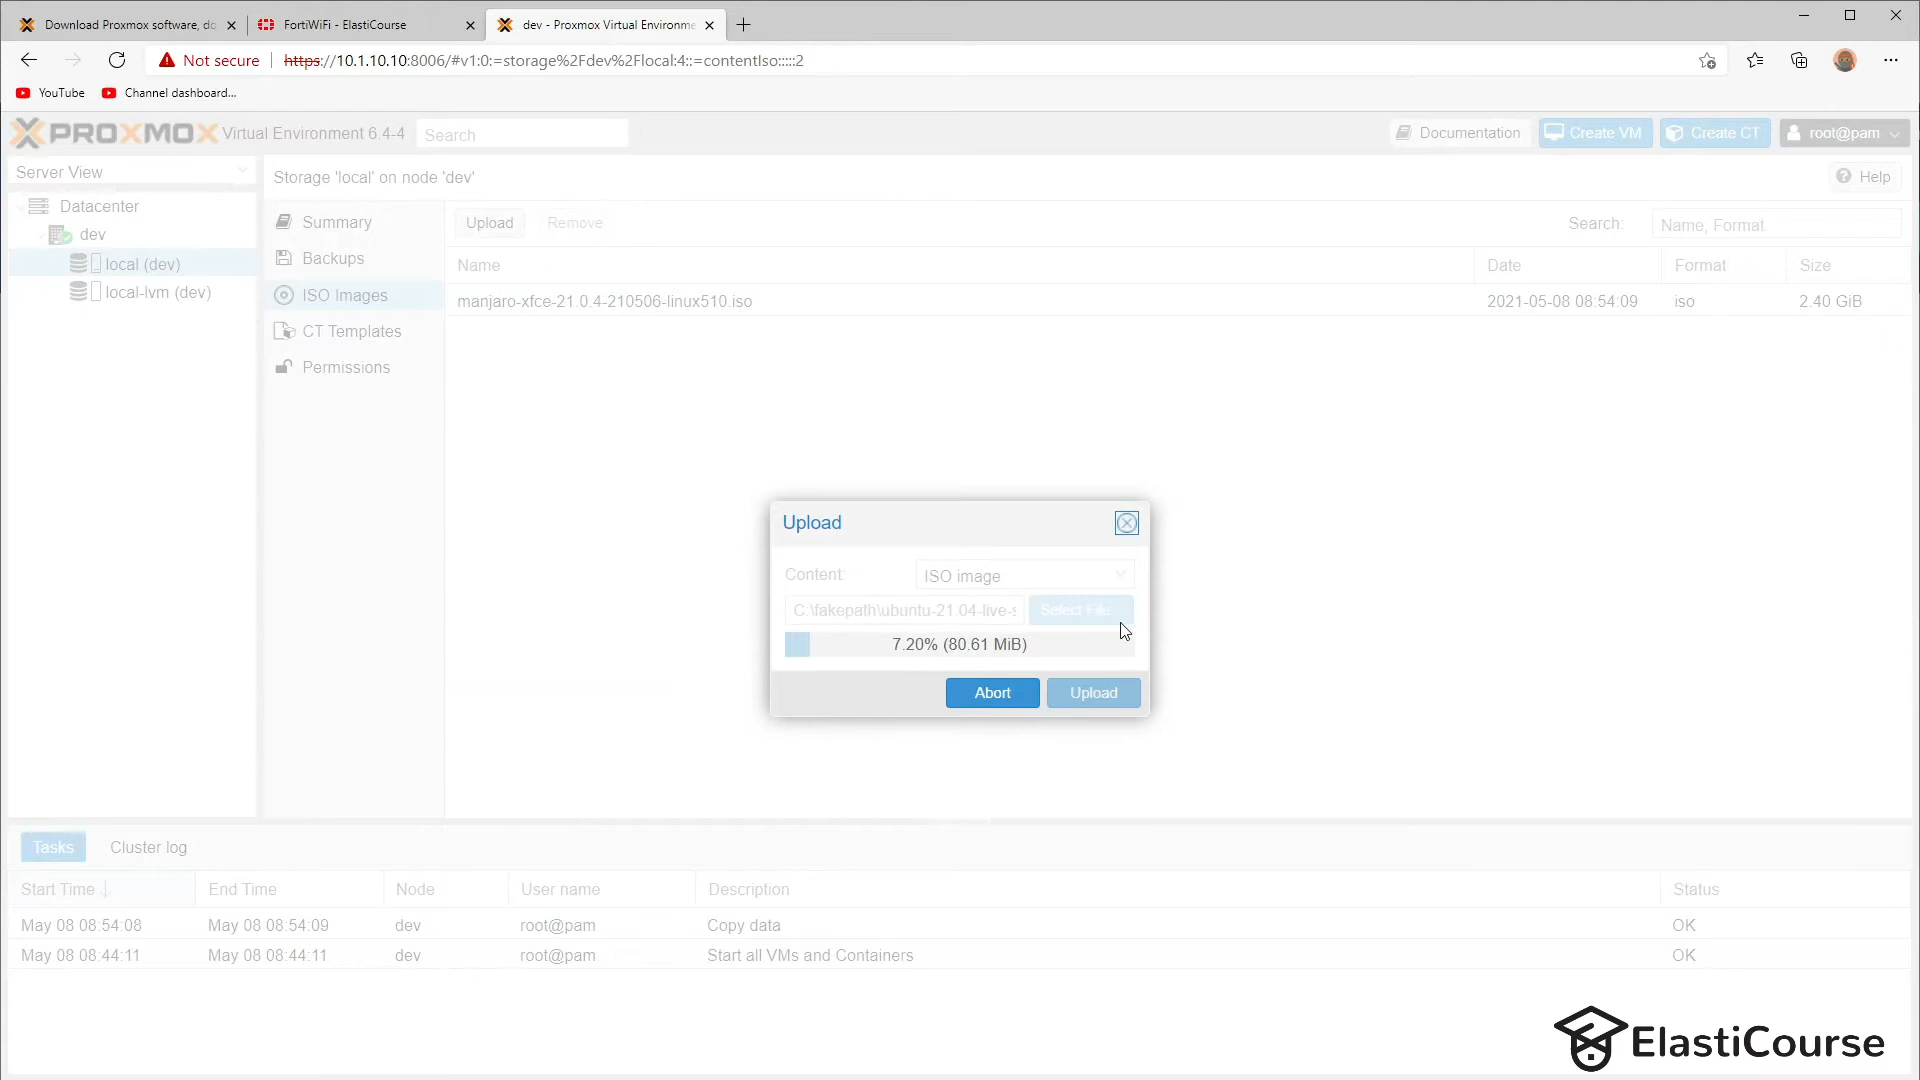 Download Proxmox software, do
FortiWiFi - ElastiCourse
dev - Proxmox Virtual Environme
Not secure
https://10.1.10.10:8006/#v1:0:=storage%2Fdev%2Flocal:4::=contentIso:::::2
YouTube
Channel dashboard...
PROXMOX Virtual Environment 6.4-4
Search
Documentation
Create VM
Create CT
root@pam
Server View
Storage 'local' on node 'dev'
Help
Datacenter
dev
local (dev)
local-lvm (dev)
Summary
Backups
ISO Images
CT Templates
Permissions
Upload
Remove
Search:
Name, Format
Name
Date
Format
Size
manjaro-xfce-21.0.4-210506-linux510.iso
2021-05-08 08:54:09
iso
2.40 GiB
Upload
Content:
ISO image
C:\fakepath\ubuntu-21.04-live-s
Select File...
7.20% (80.61 MiB)
Abort
Upload
Tasks
Cluster log
Start Time
End Time
Node
User name
Description
Status
May 08 08:54:08
May 08 08:54:09
dev
root@pam
Copy data
OK
May 08 08:44:11
May 08 08:44:11
dev
root@pam
Start all VMs and Containers
OK
ElastiCourse